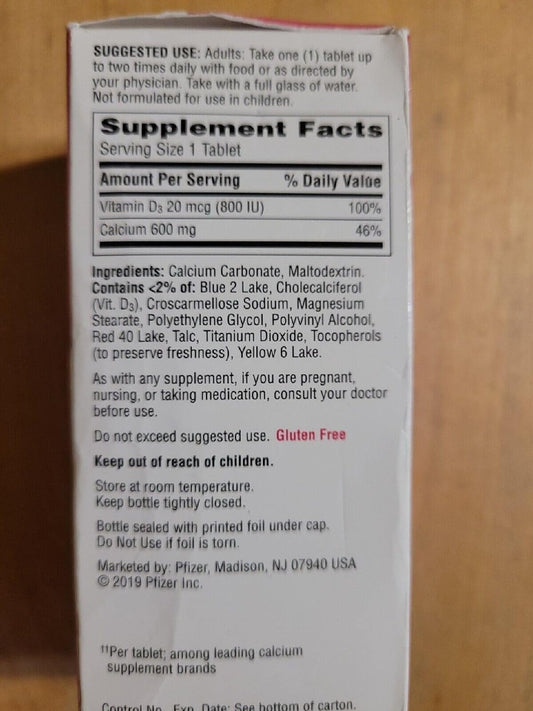 SUGGESTED USE: Adults: Take one (1) tablet up
to two times daily with food or as directed by
your physician. Take with a full glass of water.
Not formulated for use in children.
Supplement Facts
Serving Size 1 Tablet
Amount Per Serving % Daily Value
Vitamin D3 20 mcg (800 IU) 100%
Calcium 600 mg 46%
Ingredients: Calcium Carbonate, Maltodextrin.
Contains <2% of: Blue 2 Lake, Cholecalciferol
(Vit. D3), Croscarmellose Sodium, Magnesium
Stearate, Polyethylene Glycol, Polyvinyl Alcohol,
Red 40 Lake, Talc, Titanium Dioxide, Tocopherols
(to preserve freshness), Yellow 6 Lake.
As with any supplement, if you are pregnant,
nursing, or taking medication, consult your doctor
before use.
Do not exceed suggested use. Gluten Free
Keep out of reach of children.
Store at room temperature.
Keep bottle tightly closed.
Bottle sealed with printed foil under cap.
Do Not Use if foil is torn.
Marketed by: Pfizer, Madison, NJ 07940 USA
© 2019 Pfizer Inc.
††Per tablet; among leading calcium
supplement brands
Control No., Exp. Date: See bottom of carton.